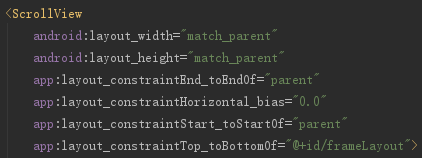 <ScrollView
android:layout_width="match_parent"
android:layout_height="match_parent"
app:layout_constraintEnd_toEndOf="parent"
app:layout_constraintHorizontal_bias="0.0"
app:layout_constraintStart_toStartOf="parent"
app:layout_constraintTop_toBottomOf="@+id/frameLayout">